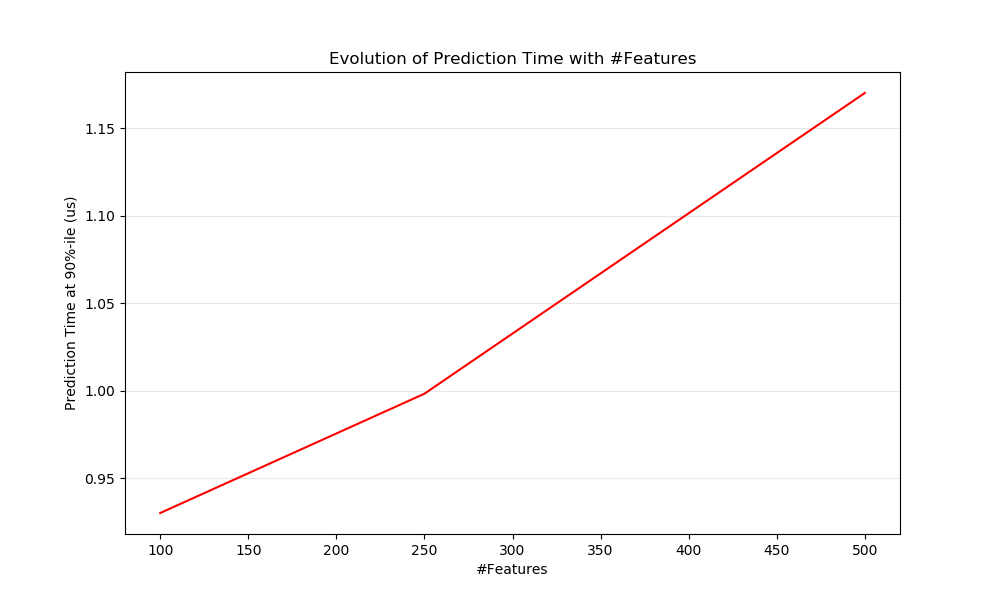 Evolution of Prediction Time with #Features
Prediction Time at 90%-ile (us)
1.15
1.10
1.05
1.00
0.95
100 150 200 250 300 350 400 450 500
#Features